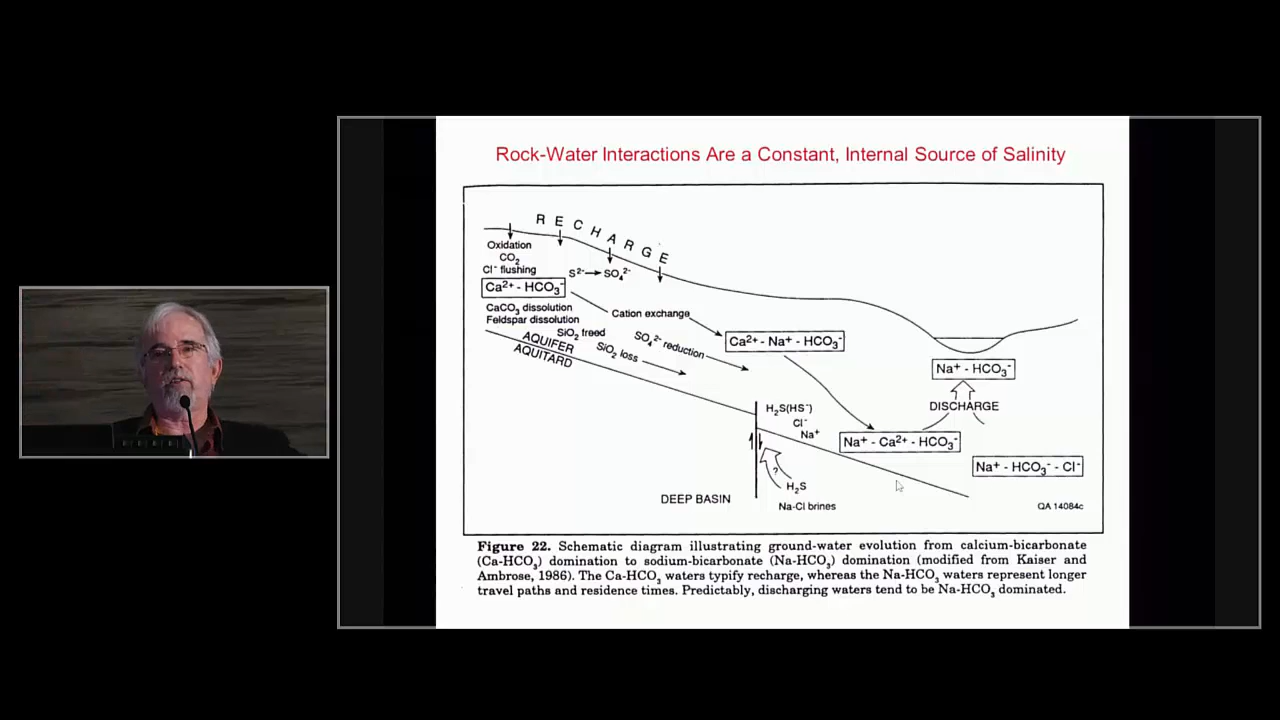 Rock-Water Interactions Are a Constant, Internal Source of Salinity
RECHARGE
Oxidation
CO₂
Cl⁻ flushing
S²⁻→SO₄²⁻
Ca²⁺ - HCO₃⁻
CaCO₃ dissolution
Feldspar dissolution
Cation exchange
SiO₂ freed
SiO₂ loss
SO₄²⁻ reduction
AQUIFER
AQUITARD
Ca²⁺ - Na⁺ - HCO₃⁻
Na⁺ - HCO₃⁻
DISCHARGE
H₂S(HS⁻)
Cl⁻
Na⁺
Na⁺ - Ca²⁺ - HCO₃⁻
Na⁺ - HCO₃⁻ - Cl⁻
?
H₂S
DEEP BASIN
Na-Cl brines
QA 14084c
Figure 22. Schematic diagram illustrating ground-water evolution from calcium-bicarbonate
(Ca-HCO₃) domination to sodium-bicarbonate (Na-HCO₃) domination (modified from Kaiser and
Ambrose, 1986). The Ca-HCO₃ waters typify recharge, whereas the Na-HCO₃ waters represent longer
travel paths and residence times. Predictably, discharging waters tend to be Na-HCO₃ dominated.